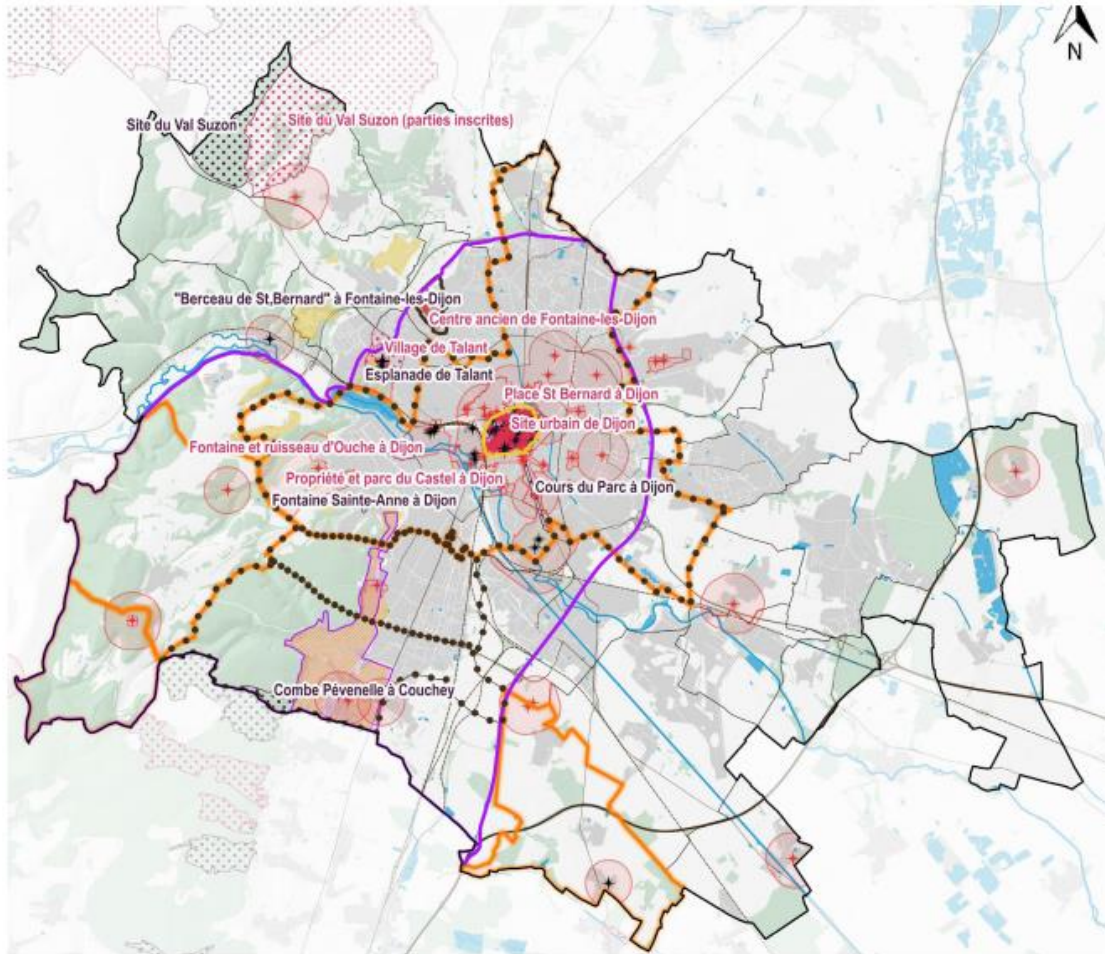 N
Site du Val Suzon
Site du Val Suzon (parties inscrites)
"Berceau de St,Bernard" à Fontaine-les-Dijon
Centre ancien de Fontaine-les-Dijon
Village de Talant
Esplanade de Talant
Place St Bernard à Dijon
Site urbain de Dijon
Fontaine et ruisseau d'Ouche à Dijon
Propriété et parc du Castel à Dijon
Cours du Parc à Dijon
Fontaine Sainte-Anne à Dijon
Combe Pévenelle à Couchey